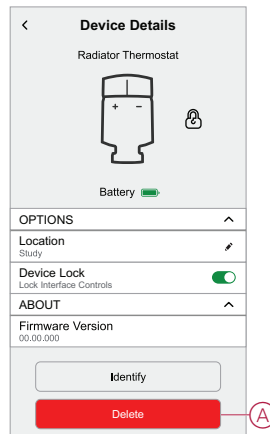 <
Device Details
Radiator Thermostat
+ −
Battery
OPTIONS
Location
Study
Device Lock
Lock Interface Controls
ABOUT
Firmware Version
00.00.000
Identify
Delete
A